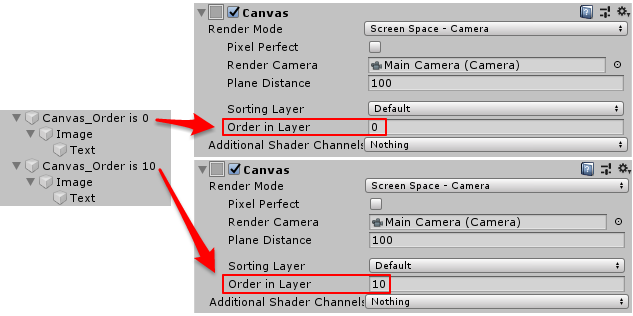 Canvas_Order is 0
Image
Text
Canvas_Order is 10
Image
Text
Canvas
Render Mode Screen Space - Camera
Pixel Perfect
Render Camera Main Camera (Camera)
Plane Distance 100
Sorting Layer Default
Order in Layer 0
Additional Shader Channels Nothing
Canvas
Render Mode Screen Space - Camera
Pixel Perfect
Render Camera Main Camera (Camera)
Plane Distance 100
Sorting Layer Default
Order in Layer 10
Additional Shader Channels Nothing